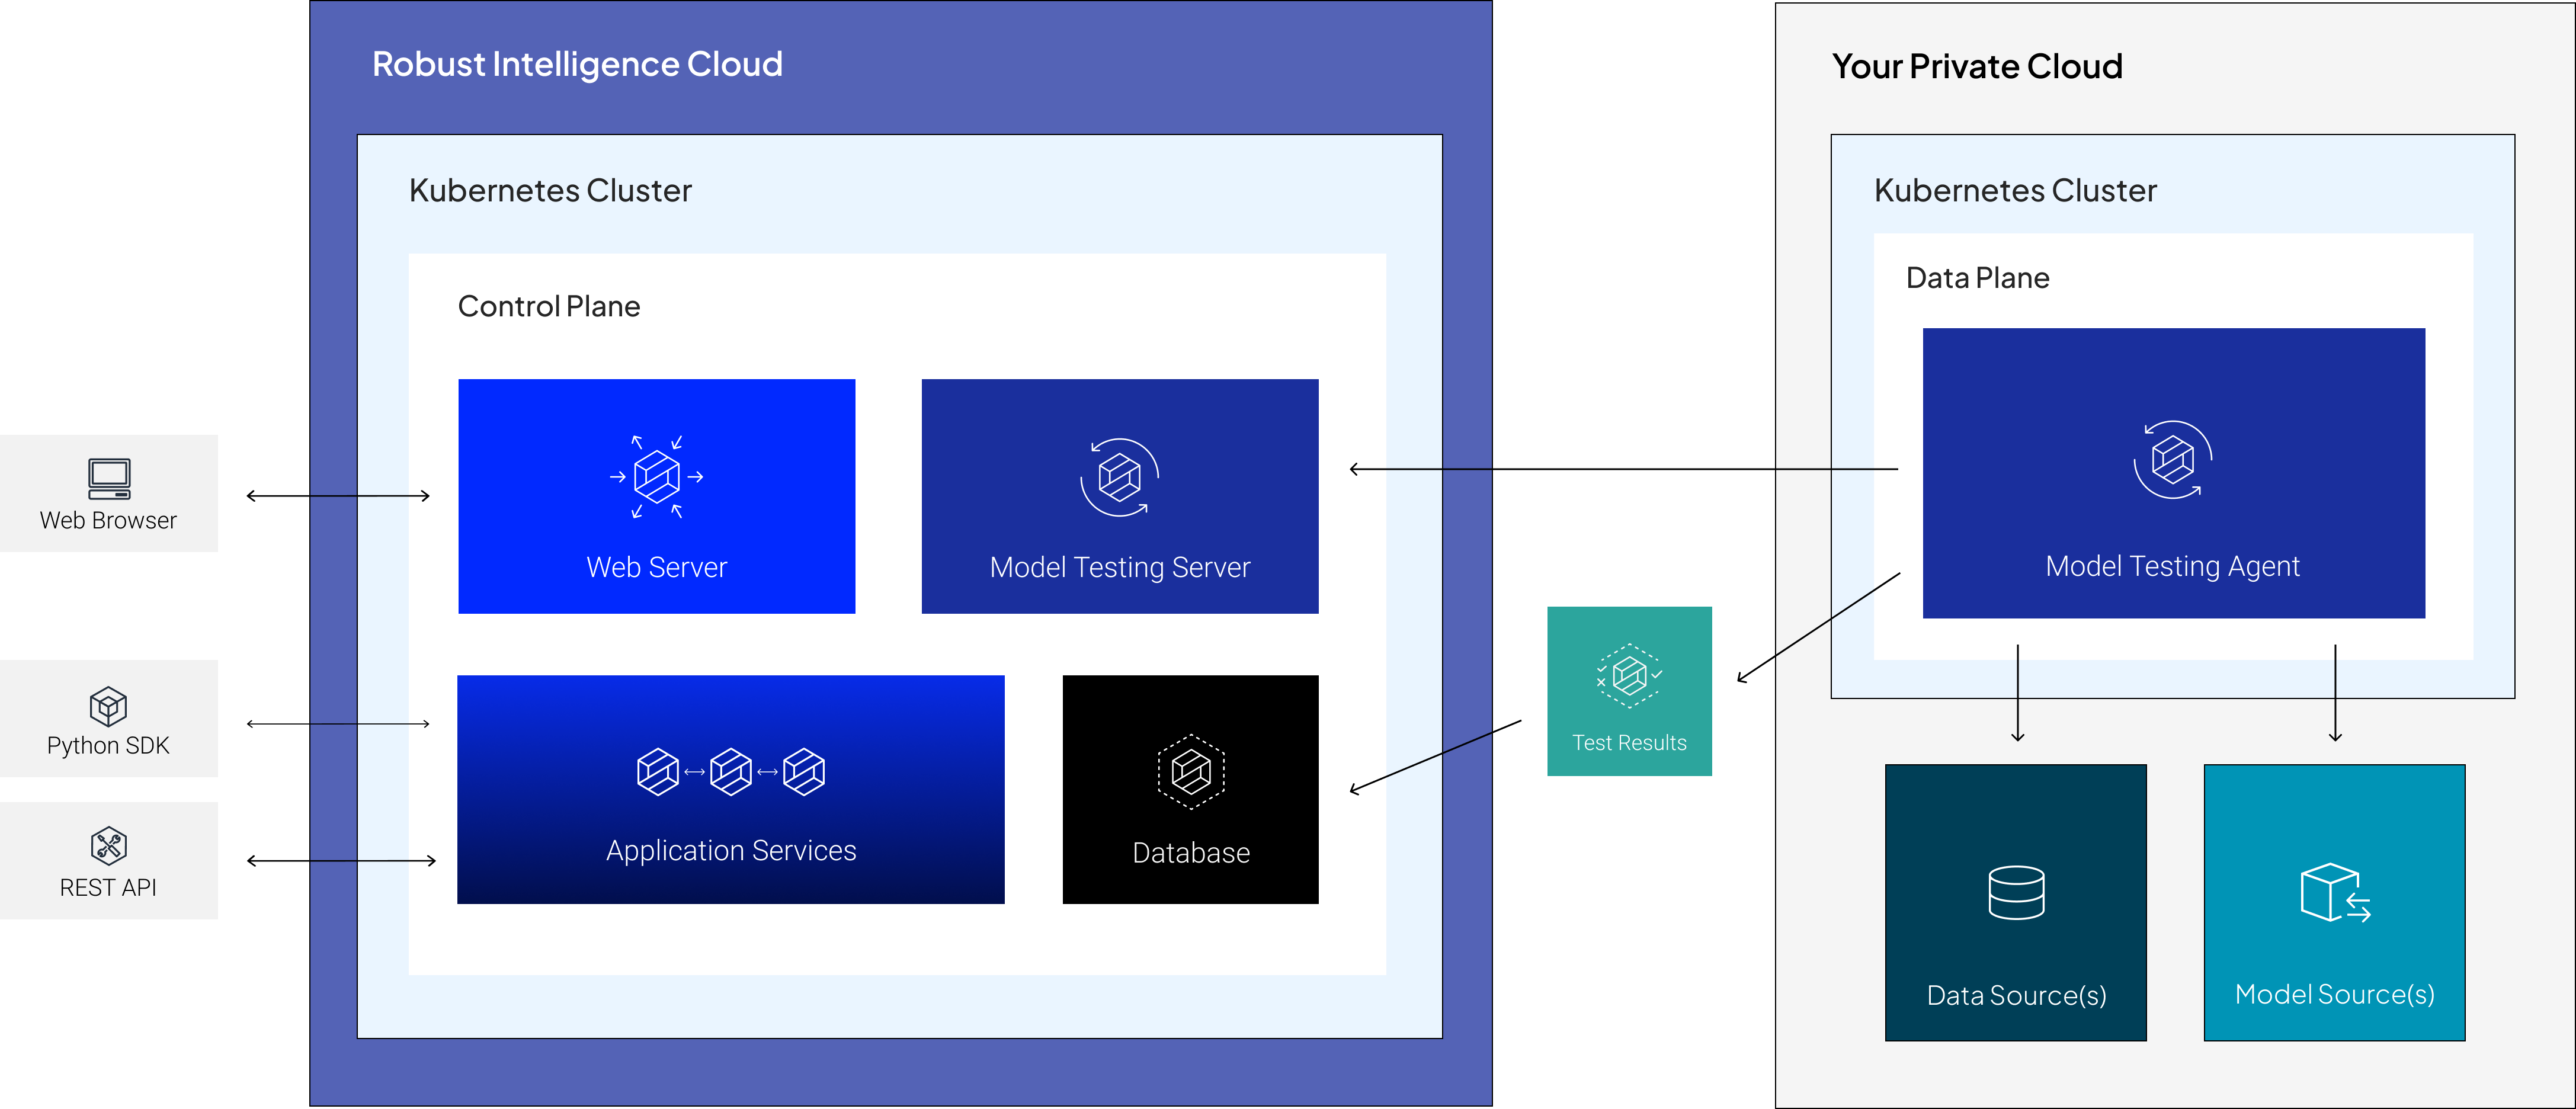 Robust Intelligence Cloud
Kubernetes Cluster
Control Plane
Web Server
Model Testing Server
Application Services
Database
Web Browser
Python SDK
REST API
Test Results
Your Private Cloud
Kubernetes Cluster
Data Plane
Model Testing Agent
Data Source(s)
Model Source(s)